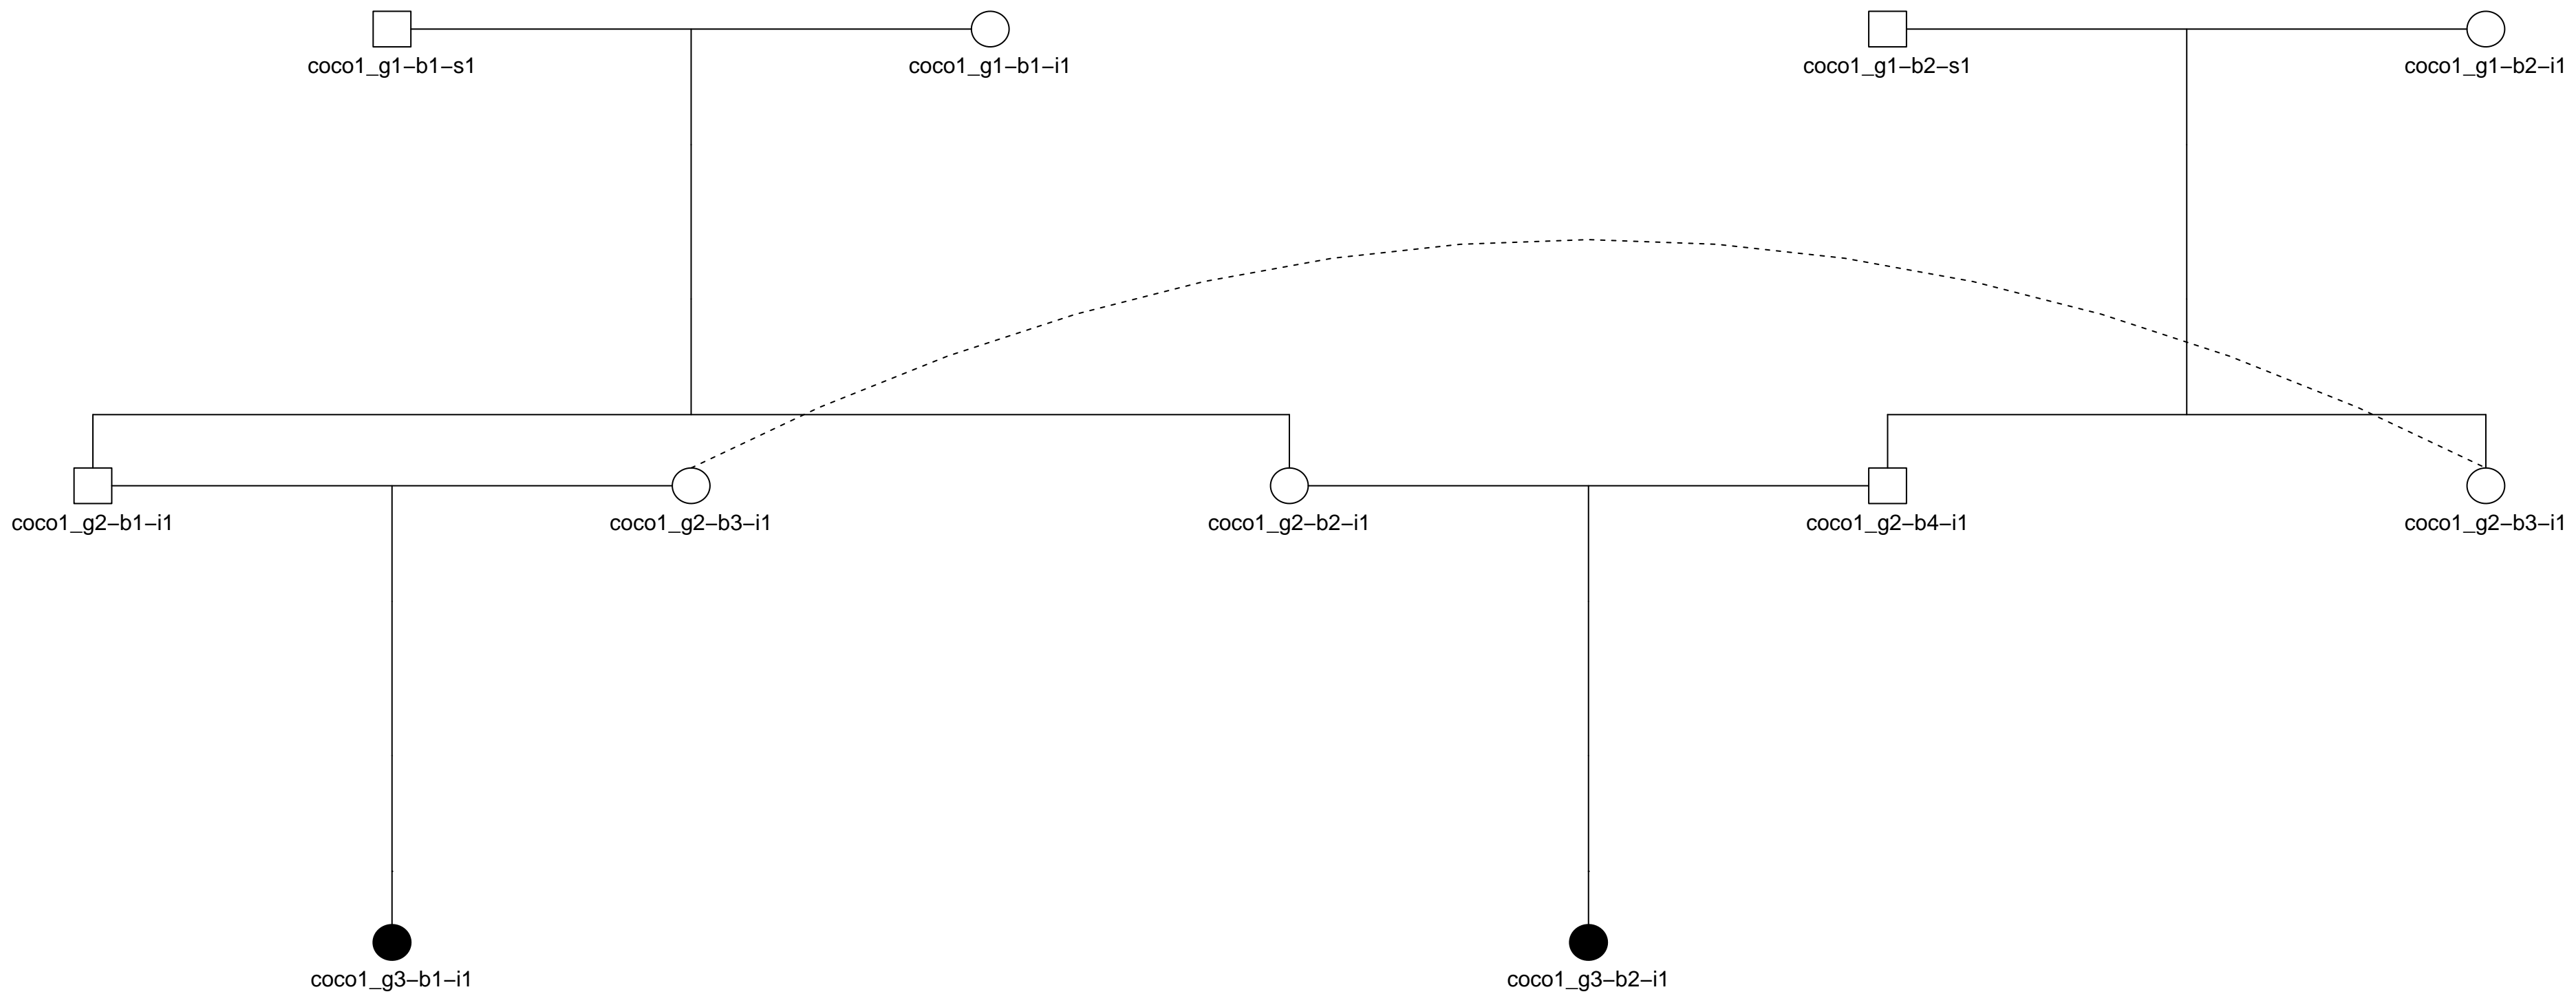 coco1_g1–b1–s1
coco1_g1–b1–i1
coco1_g1–b2–s1
coco1_g1–b2–i1
coco1_g2–b1–i1
coco1_g2–b3–i1
coco1_g2–b2–i1
coco1_g2–b4–i1
coco1_g2–b3–i1
coco1_g3–b1–i1
coco1_g3–b2–i1